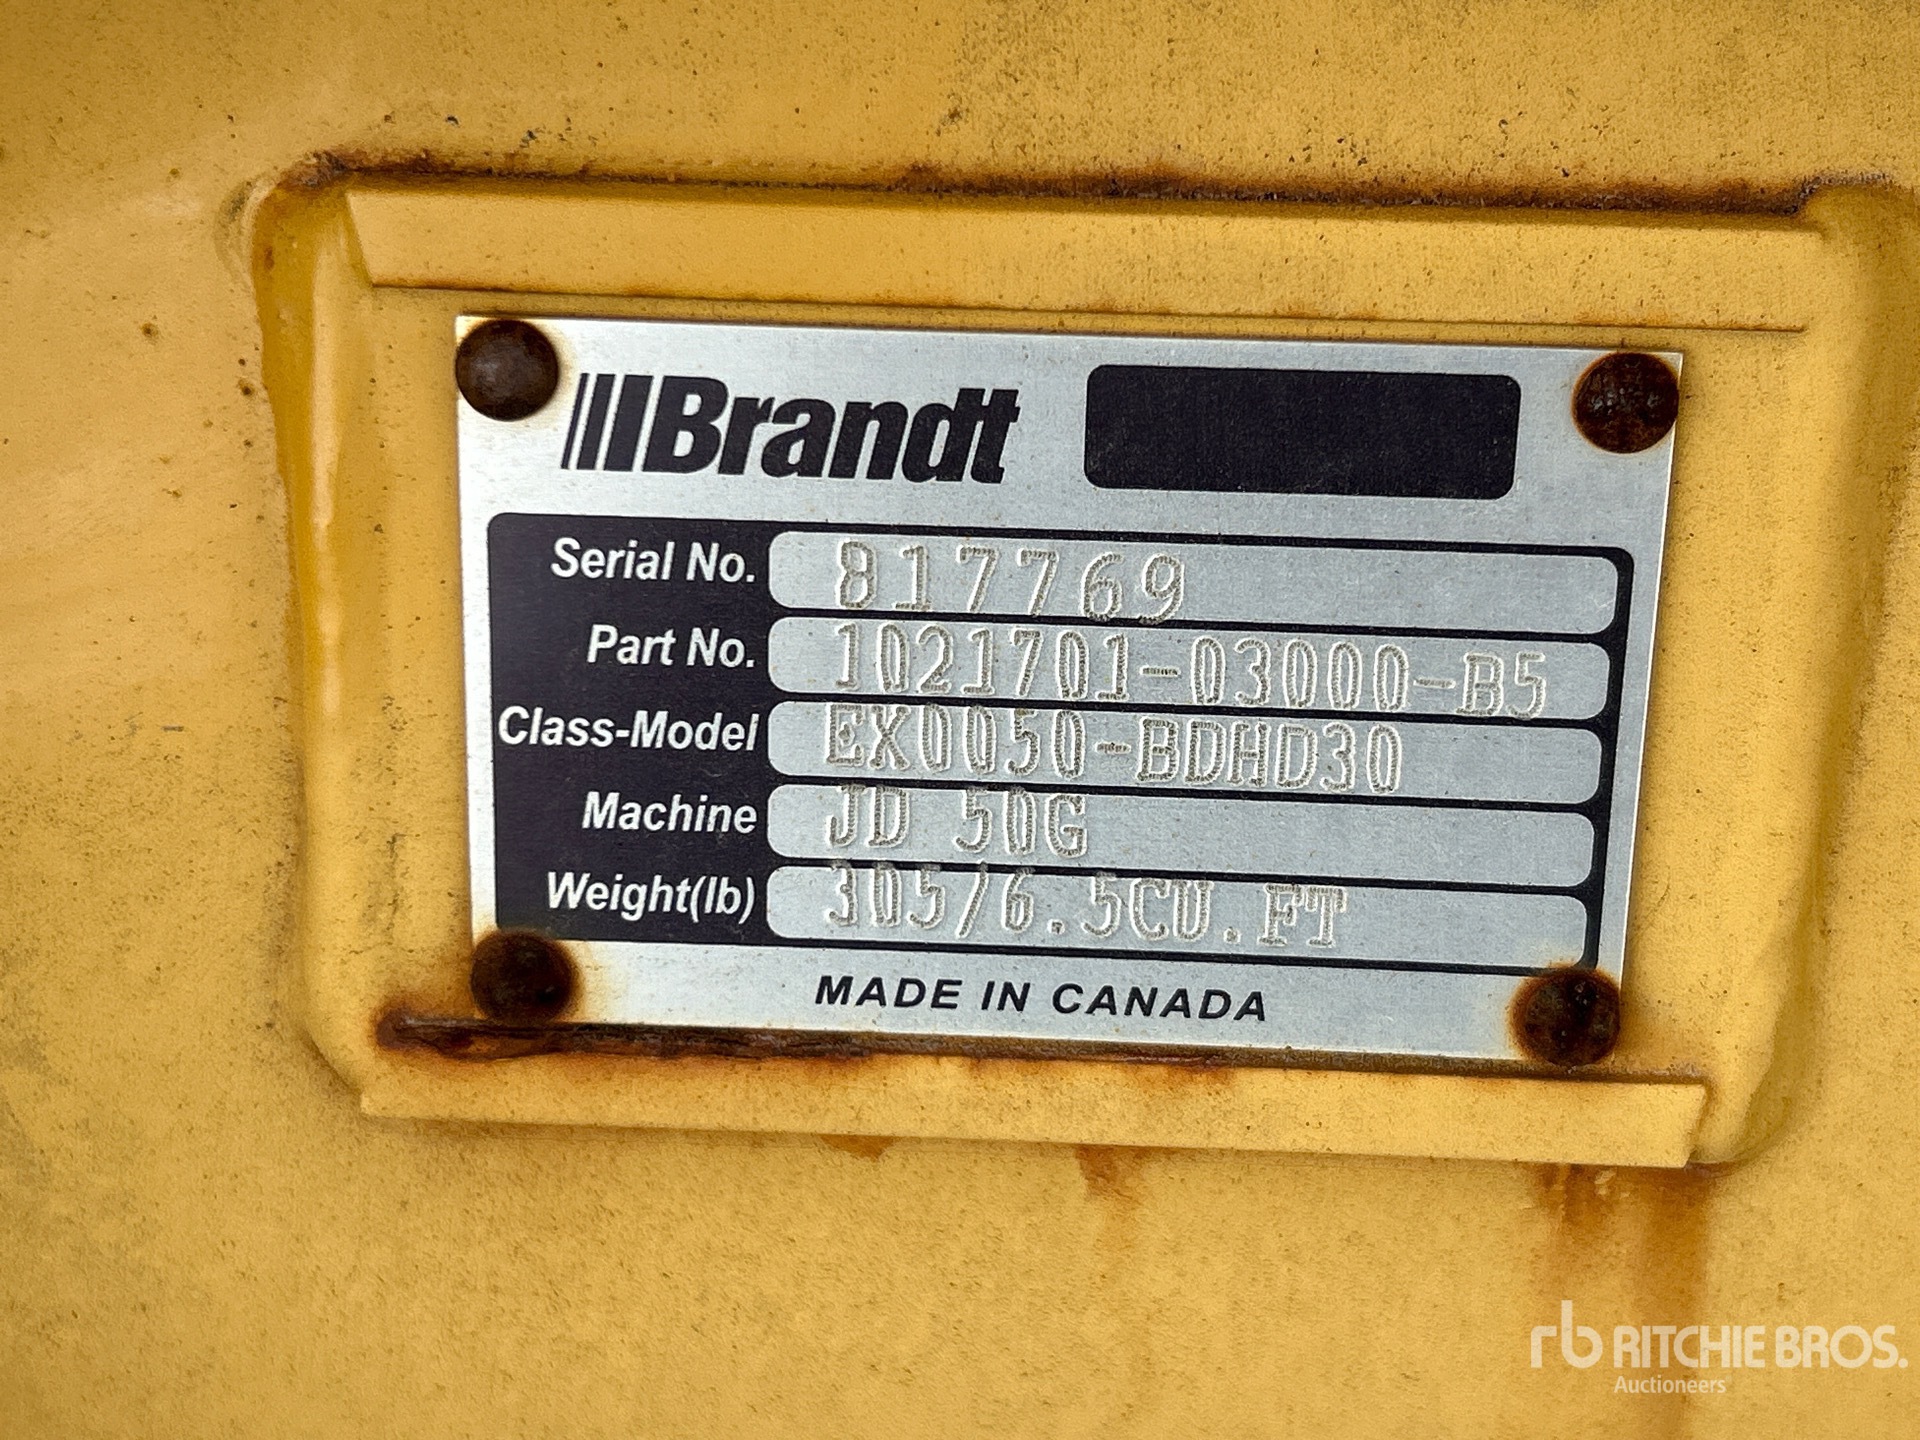 Brandt
Serial No. 817769
Part No. 1021701-03000-B5
Class-Model EX0050-BDHD30
Machine JD 50G
Weight(lb) 305/6.5CU.FT
MADE IN CANADA
rb RITCHIE BROS.
Auctioneers